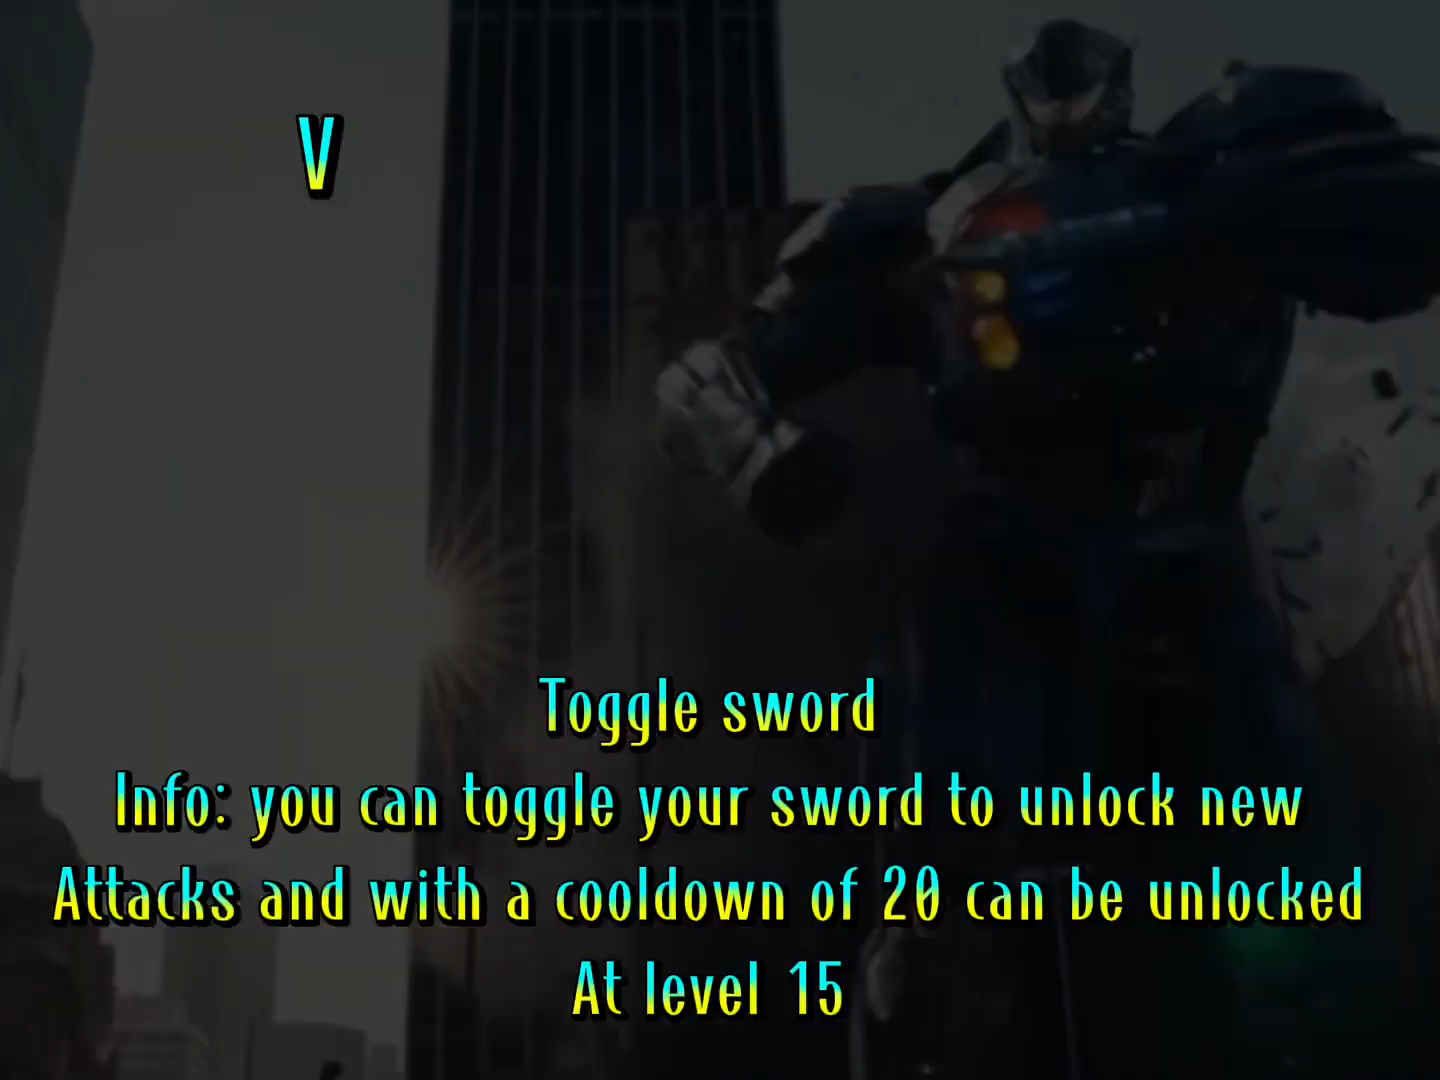 V
Toggle sword
Info: you can toggle your sword to unlock new
Attacks and with a cooldown of 20 can be unlocked
At level 15